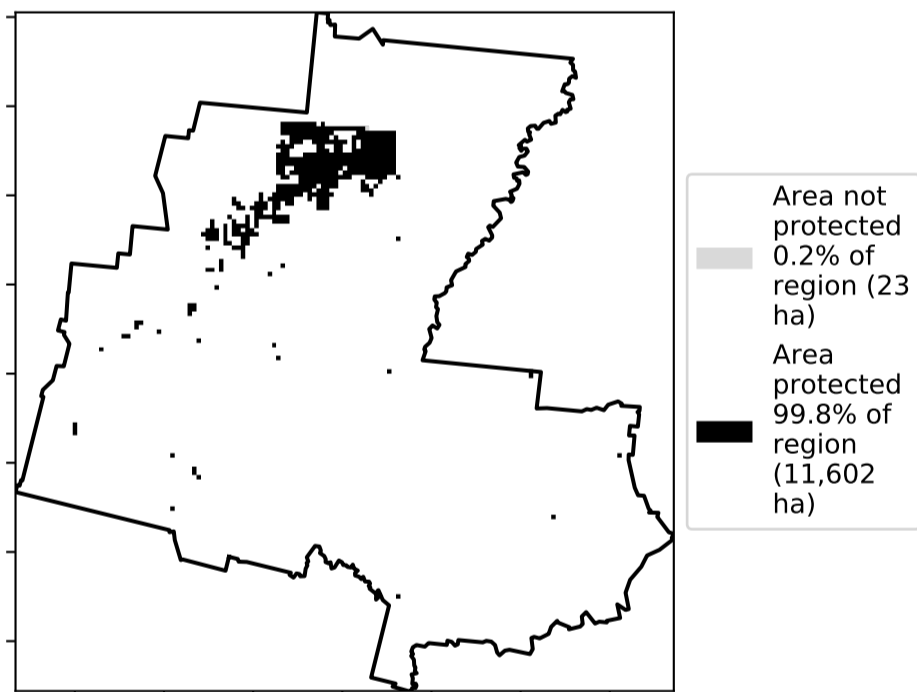 Area not
protected
0.2% of
region (23
ha)
Area
protected
99.8% of
region
(11,602
ha)